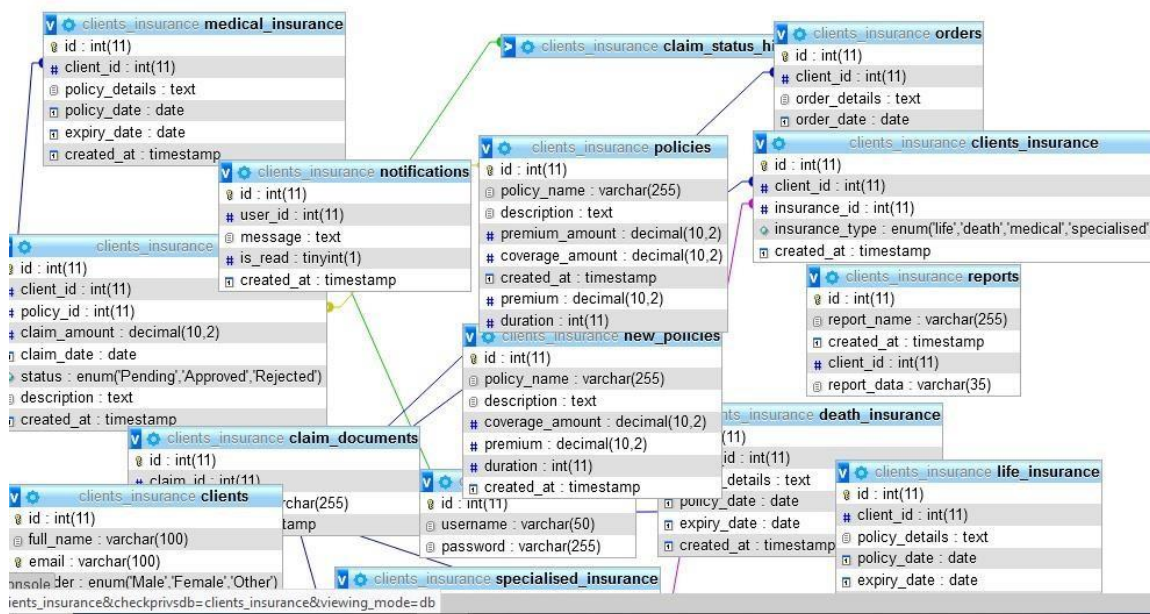 clients_insurance medical_insurance
id : int(11)
client_id : int(11)
policy_details : text
policy_date : date
expiry_date : date
created_at : timestamp
clients_insurance claim_status_hi
clients_insurance orders
id : int(11)
client_id : int(11)
order_details : text
order_date : date
clients_insurance notifications
id : int(11)
user_id : int(11)
message : text
is_read : tinyint(1)
created_at : timestamp
clients_insurance policies
id : int(11)
policy_name : varchar(255)
description : text
premium_amount : decimal(10,2)
coverage_amount : decimal(10,2)
created_at : timestamp
premium : decimal(10,2)
duration : int(11)
clients_insurance clients_insurance
id : int(11)
client_id : int(11)
insurance_id : int(11)
insurance_type : enum('life','death','medical','specialised'
created_at : timestamp
clients_insurance
id : int(11)
client_id : int(11)
policy_id : int(11)
claim_amount : decimal(10,2)
claim_date : date
status : enum('Pending','Approved','Rejected')
description : text
created_at : timestamp
clients_insurance reports
id : int(11)
report_name : varchar(255)
created_at : timestamp
client_id : int(11)
report_data : varchar(35)
clients_insurance new_policies
id : int(11)
policy_name : varchar(255)
description : text
coverage_amount : decimal(10,2)
premium : decimal(10,2)
duration : int(11)
created_at : timestamp
clients_insurance claim_documents
id : int(11)
claim_id : int(11)
rchar(255)
tamp
ents_insurance death_insurance
(11)
_id : int(11)
_details : text
policy_date : date
expiry_date : date
created_at : timestamp
clients_insurance life_insurance
id : int(11)
client_id : int(11)
policy_details : text
policy_date : date
expiry_date : date
clients_insurance clients
id : int(11)
full_name : varchar(100)
email : varchar(100)
der : enum('Male','Female','Other')
id : int(11)
username : varchar(50)
password : varchar(255)
clients_insurance specialised_insurance
onsole
ients_insurance&checkprivsdb=clients_insurance&viewing_mode=db